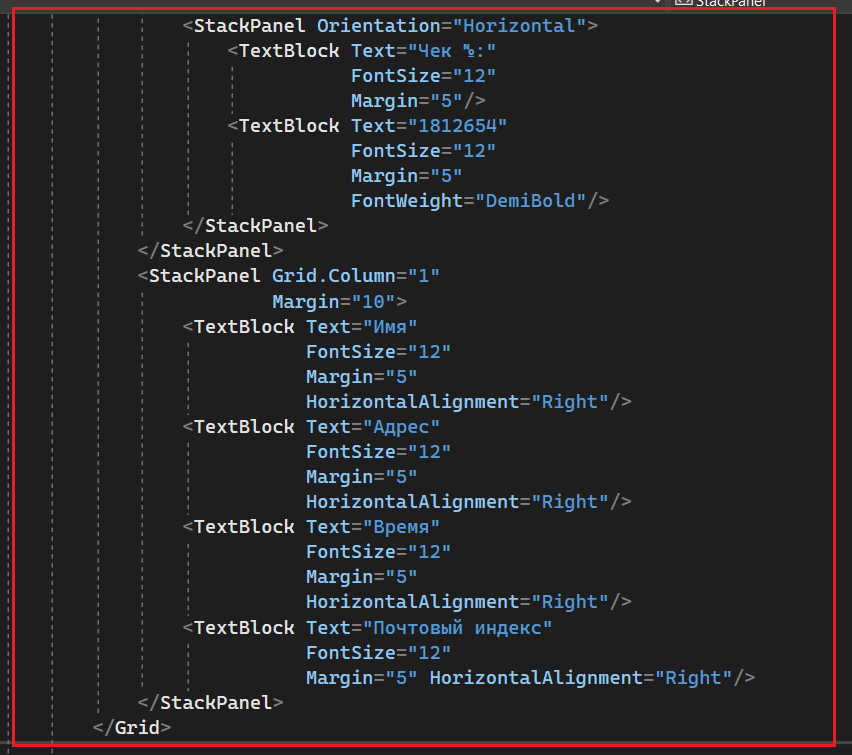 StackPanel
<StackPanel Orientation="Horizontal">
<TextBlock Text="Чек %:"
FontSize="12"
Margin="5"/>
<TextBlock Text="1812654"
FontSize="12"
Margin="5"
FontWeight="DemiBold"/>
</StackPanel>
</StackPanel>
<StackPanel Grid.Column="1"
Margin="10">
<TextBlock Text="Имя"
FontSize="12"
Margin="5"
HorizontalAlignment="Right"/>
<TextBlock Text="Адрес"
FontSize="12"
Margin="5"
HorizontalAlignment="Right"/>
<TextBlock Text="Время"
FontSize="12"
Margin="5"
HorizontalAlignment="Right"/>
<TextBlock Text="Почтовый индекс"
FontSize="12"
Margin="5" HorizontalAlignment="Right"/>
</StackPanel>
</Grid>